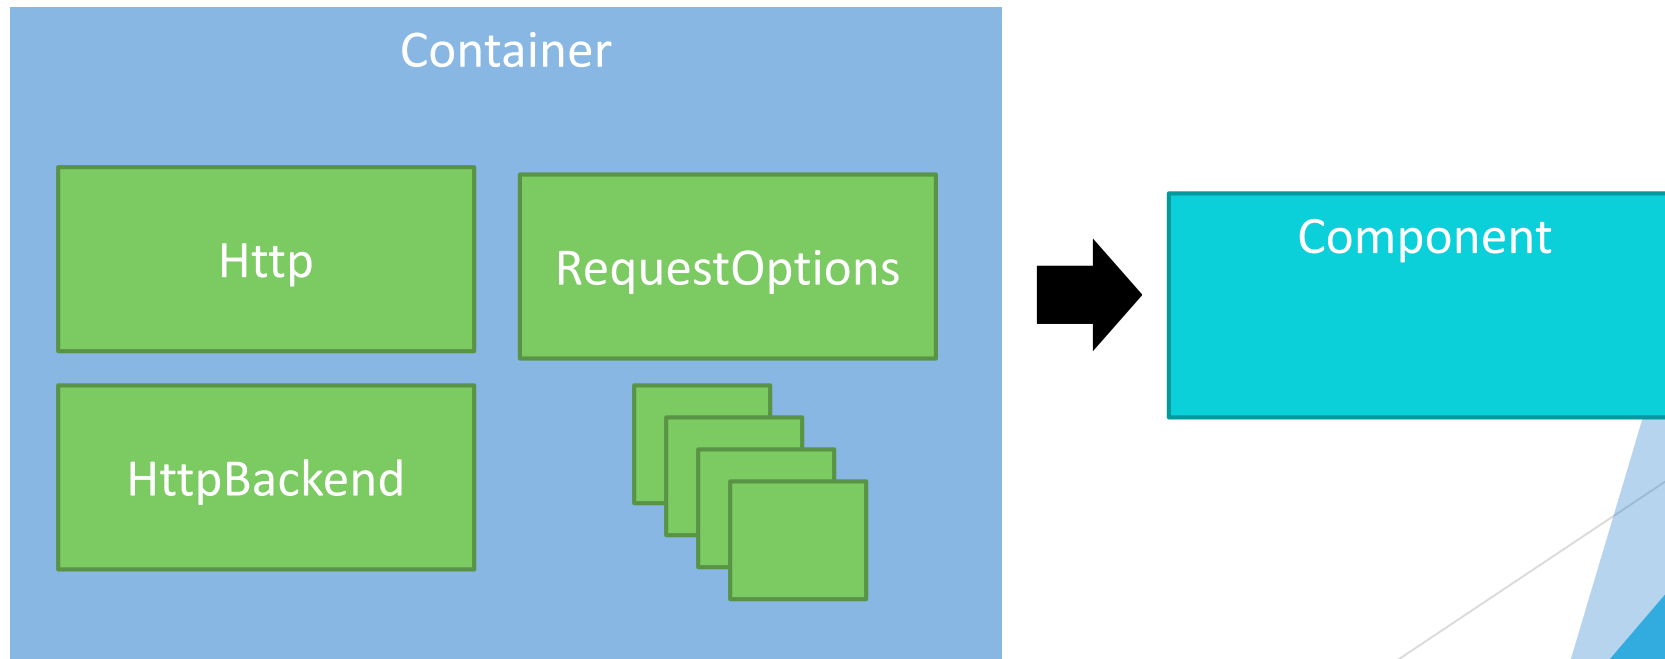 Container
Http
RequestOptions
Component
HttpBackend